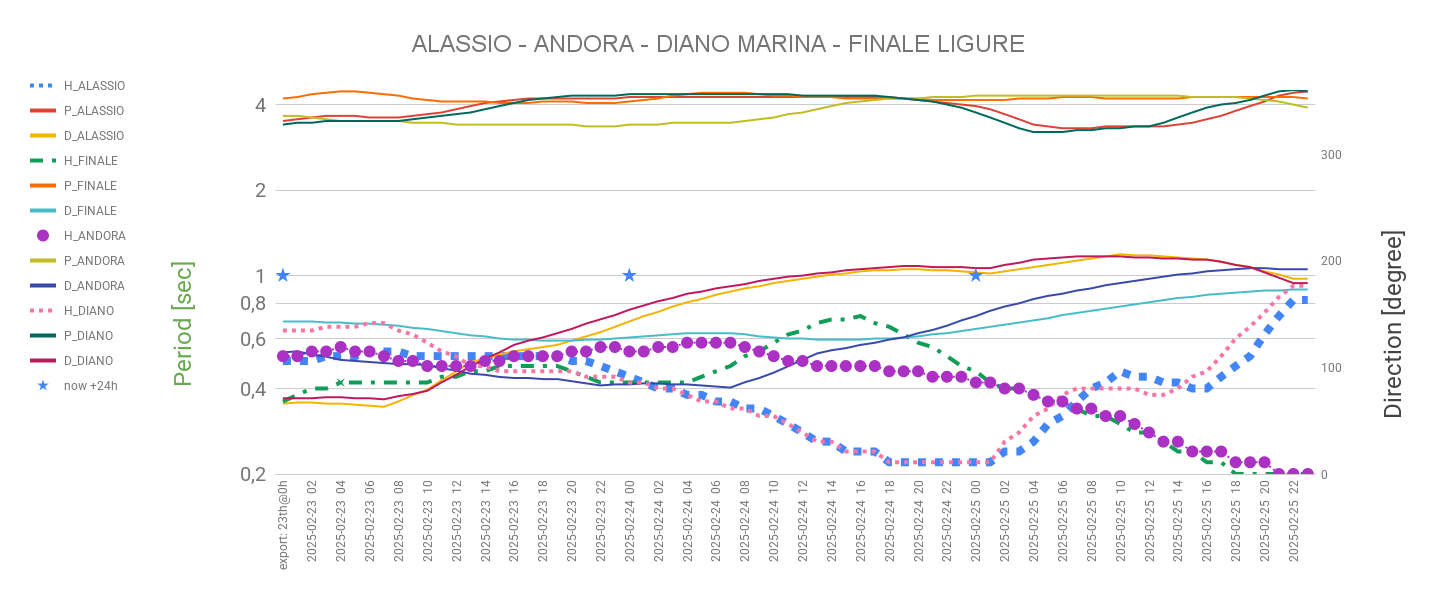 ALASSIO - ANDORA - DIANO MARINA - FINALE LIGURE
H_ALASSIO
P_ALASSIO
D_ALASSIO
H_FINALE
P_FINALE
D_FINALE
H_ANDORA
P_ANDORA
D_ANDORA
H_DIANO
P_DIANO
D_DIANO
now +24h
Period [sec]
4
2
1
0,8
0,6
0,4
0,2
300
200
100
0
Direction [degree]
export: 23th@0h
2025-02-23 02
2025-02-23 04
2025-02-23 06
2025-02-23 08
2025-02-23 10
2025-02-23 12
2025-02-23 14
2025-02-23 16
2025-02-23 18
2025-02-23 20
2025-02-23 22
2025-02-24 00
2025-02-24 02
2025-02-24 04
2025-02-24 06
2025-02-24 08
2025-02-24 10
2025-02-24 12
2025-02-24 14
2025-02-24 16
2025-02-24 18
2025-02-24 20
2025-02-24 22
2025-02-25 00
2025-02-25 02
2025-02-25 04
2025-02-25 06
2025-02-25 08
2025-02-25 10
2025-02-25 12
2025-02-25 14
2025-02-25 16
2025-02-25 18
2025-02-25 20
2025-02-25 22